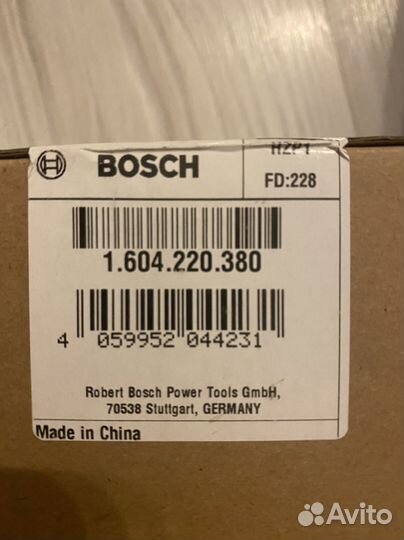 BOSCH
HZP1
FD:228
1.604.220.380
4 059952 044231
Robert Bosch Power Tools GmbH,
70538 Stuttgart, GERMANY
Made in China
Avito